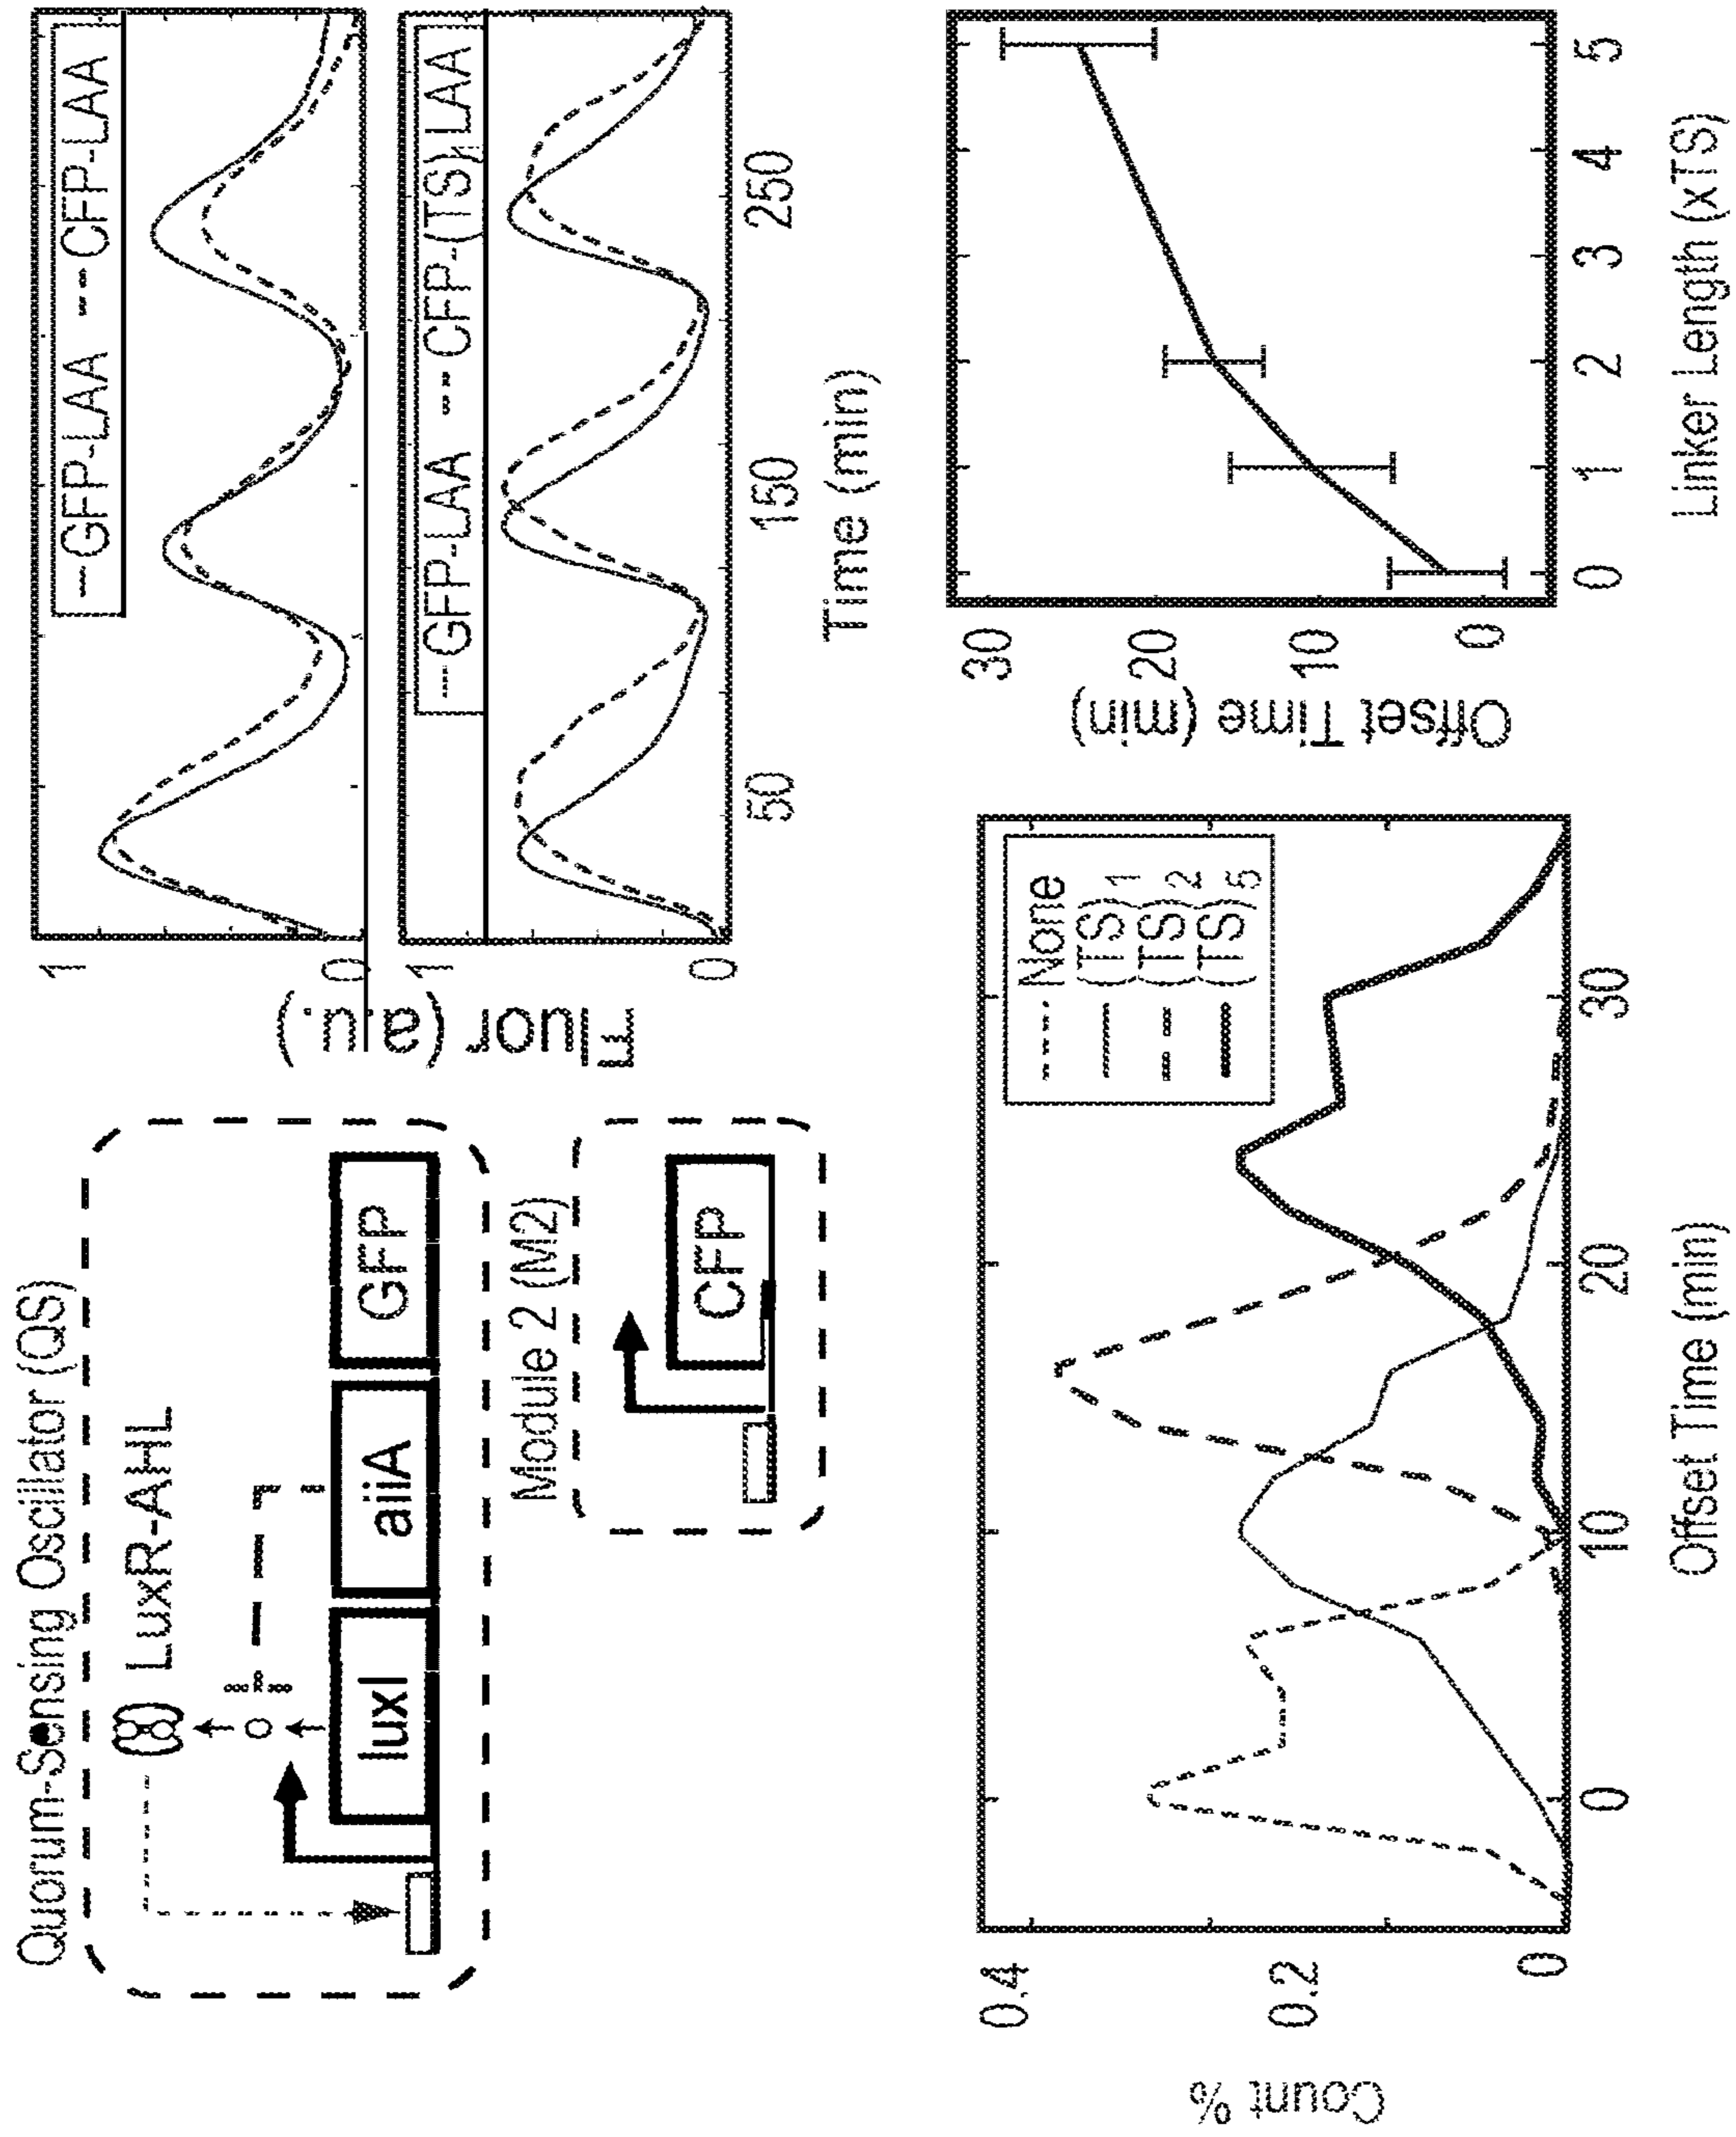 Quorum-Sensing Oscillator (QS)
LuxR-AHL
luxI
aiiA
GFP
Module 2 (M2)
CFP
Fluor (a.u.)
1
0
GFP-LAA
CFP-LAA
1
0
GFP-LAA
CFP-(TS)1LAA
50
150
250
Time (min)
Count %
0.4
0.2
0
None
(TS)1
(TS)2
(TS)5
0
10
20
30
Offset Time (min)
Offset Time (min)
30
20
10
0
0
1
2
3
4
5
Linker Length (xTS)